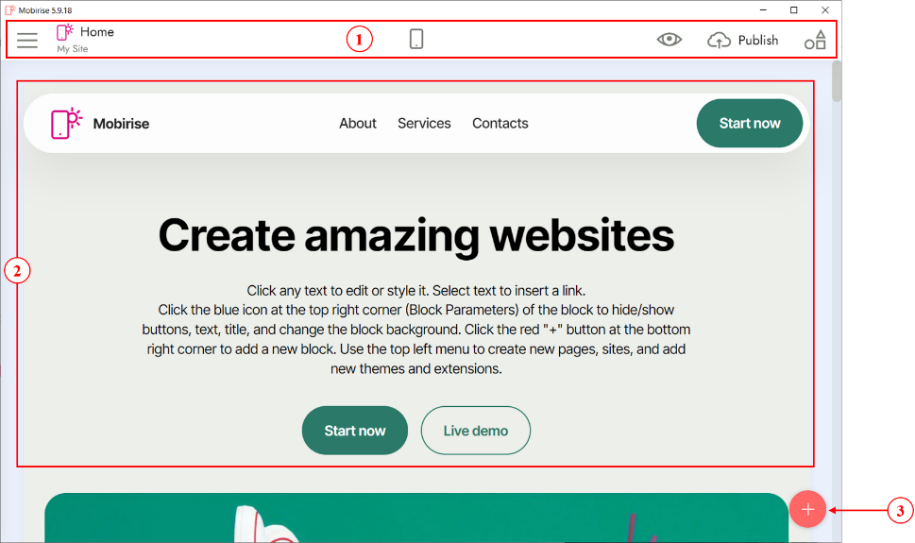 Mobirise 5.9.18
Home
My Site
1
Publish
Mobirise
About Services Contacts
Start now
Create amazing websites
2
Click any text to edit or style it. Select text to insert a link.
Click the blue icon at the top right corner (Block Parameters) of the block to hide/show
buttons, text, title, and change the block background. Click the red "+" button at the bottom
right corner to add a new block. Use the top left menu to create new pages, sites, and add
new themes and extensions.
Start now
Live demo
+
3